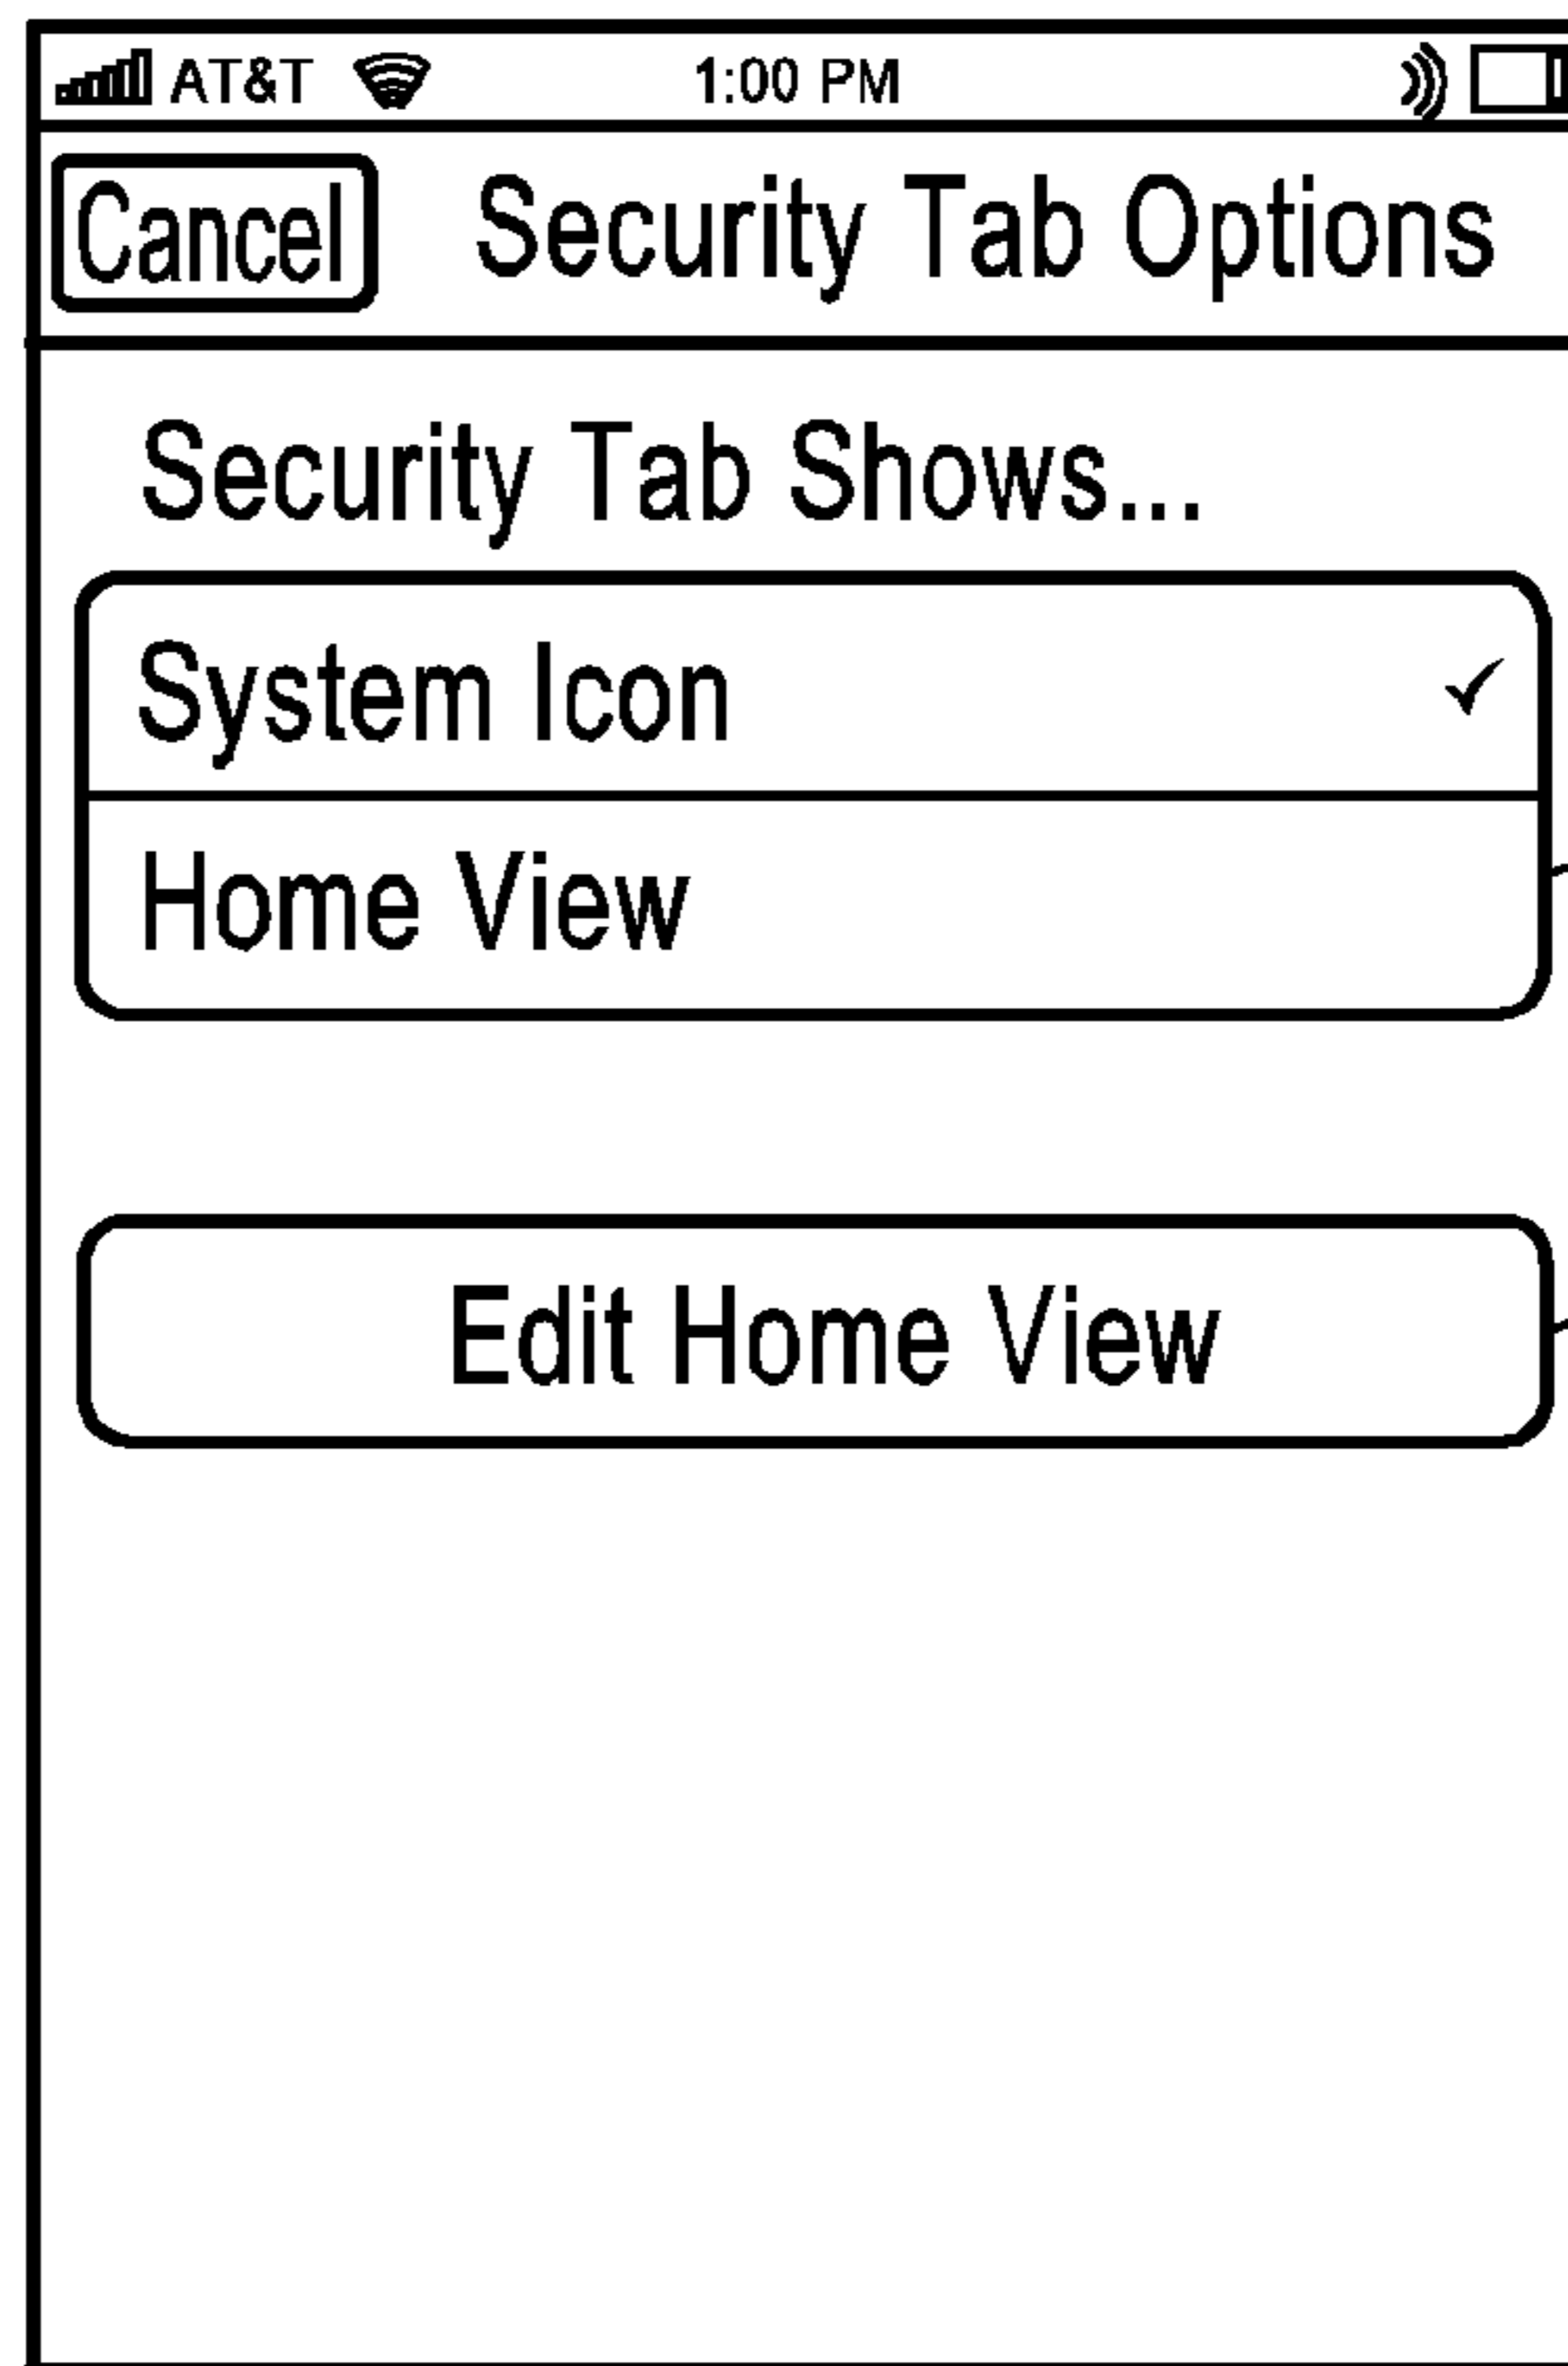 AT&T 1:00 PM
Cancel Security Tab Options
Security Tab Shows...
System Icon
Home View
Edit Home View